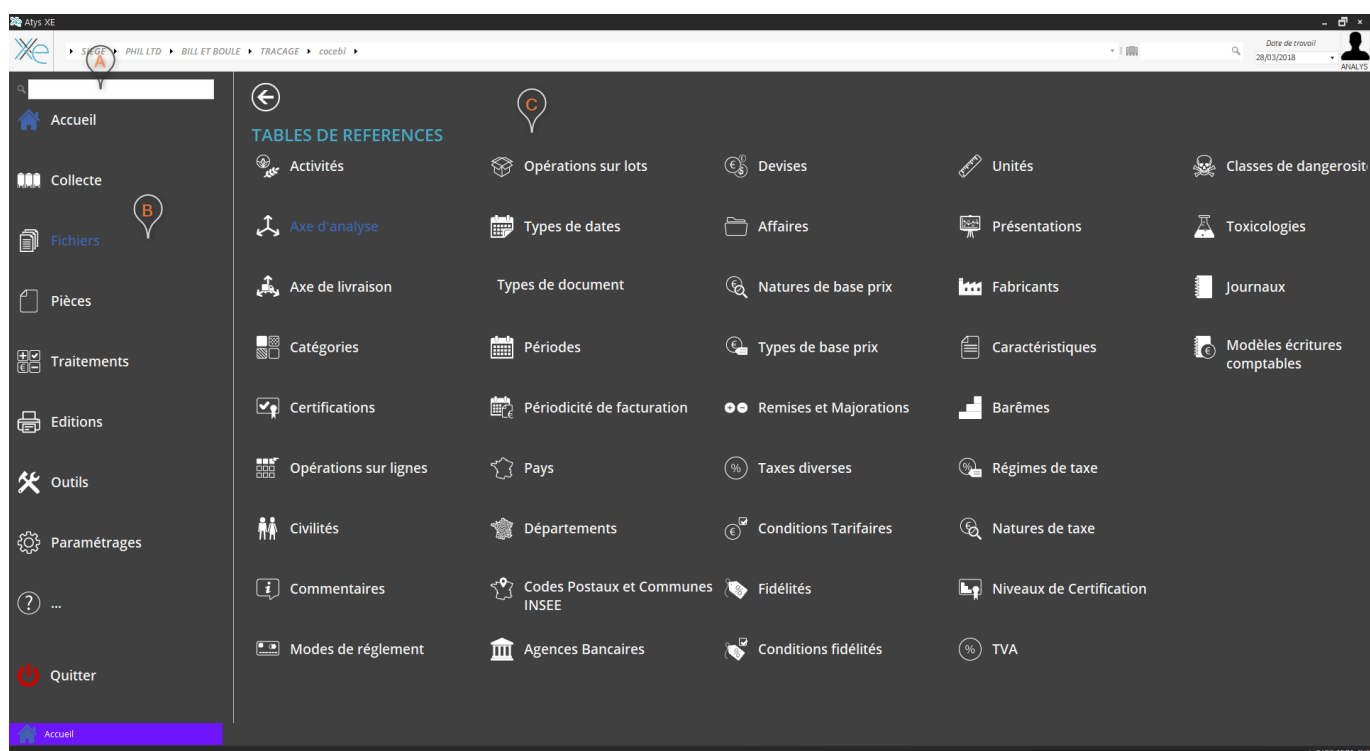 Atys XE
Xe
SIEGE PHIL LTD BILL ET BOULE TRACAGE cocebi
Date de travail
28/03/2018
ANALYS
A
Accueil
Collecte
B
Fichiers
Pièces
Traitements
Editions
Outils
Paramétrages
? ...
Quitter
Accueil
C
TABLES DE REFERENCES
Activités
Axe d'analyse
Axe de livraison
Catégories
Certifications
Opérations sur lignes
Civilités
Commentaires
Modes de réglement
Opérations sur lots
Types de dates
Types de document
Périodes
Périodicité de facturation
Pays
Départements
Codes Postaux et Communes
INSEE
Agences Bancaires
Devises
Affaires
Natures de base prix
Types de base prix
Remises et Majorations
Taxes diverses
Conditions Tarifaires
Fidélités
Conditions fidélités
Unités
Présentations
Fabricants
Caractéristiques
Barêmes
Régimes de taxe
Natures de taxe
Niveaux de Certification
TVA
Classes de dangerosit
Toxicologies
Journaux
Modèles écritures
comptables